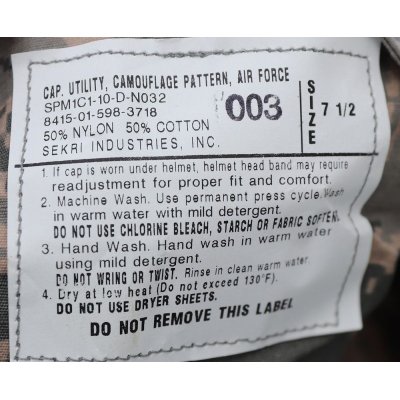 CAP, UTILITY, CAMOUFLAGE PATTERN, AIR FORCE
SPM1C1-10-D-N032
8415-01-598-3718
50% NYLON 50% COTTON
SEKRI INDUSTRIES, INC.
003
SIZE
7 1/2
1. If cap is worn under helmet, helmet head band may require
readjustment for proper fit and comfort.
2. Machine Wash. Use permanent press cycle. Wash
in warm water with mild detergent.
DO NOT USE CHLORINE BLEACH, STARCH OR FABRIC SOFTEN
3. Hand Wash. Hand wash in warm water
using mild detergent.
DO NOT WRING OR TWIST. Rinse in clean warm water.
4. Dry at low heat (Do not exceed 130°F).
DO NOT USE DRYER SHEETS.
DO NOT REMOVE THIS LABEL